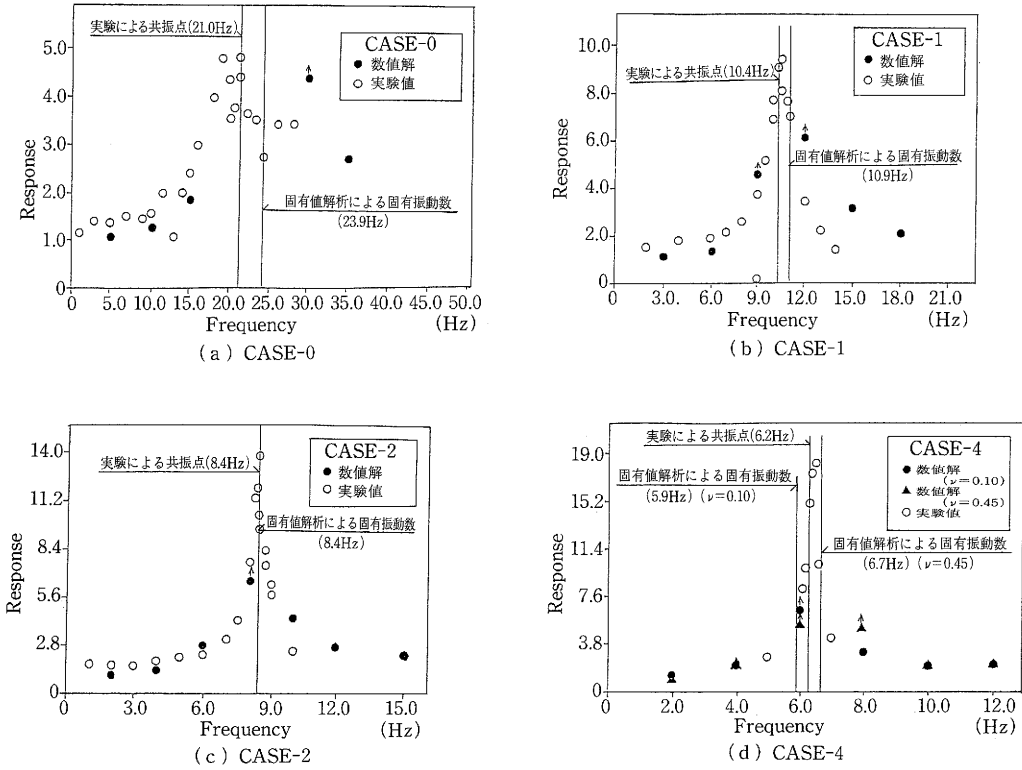 実験による共振点(21.0Hz)
CASE-0
数値解
実験値
5.0
4.0
3.0
2.0
1.0
0
Response
固有値解析による固有振動数
(23.9Hz)
0 5.0 10.0 15.0 20.0 25.0 30.0 35.0 40.0 45.0 50.0
Frequency (Hz)
(a) CASE-0
実験による共振点(10.4Hz)
CASE-1
数値解
実験値
10.0
8.0
6.0
4.0
2.0
0
Response
固有値解析による固有振動数
(10.9Hz)
0 3.0 6.0 9.0 12.0 15.0 18.0 21.0
Frequency (Hz)
(b) CASE-1
実験による共振点(8.4Hz)
CASE-2
数値解
実験値
14.0
11.2
8.4
5.6
2.8
0
Response
固有値解析による固有振動数
(8.4Hz)
0 3.0 6.0 9.0 12.0 15.0
Frequency (Hz)
(c) CASE-2
実験による共振点(6.2Hz)
固有値解析による固有振動数
(5.9Hz) (ν=0.10)
CASE-4
数値解
(ν=0.10)
数値解
(ν=0.45)
実験値
19.0
15.2
11.4
7.6
3.8
0
Response
固有値解析による固有振動数
(6.7Hz) (ν=0.45)
0 2.0 4.0 6.0 8.0 10.0 12.0
Frequency (Hz)
(d) CASE-4